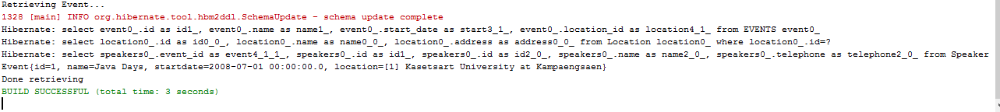 Retrieving Event...
1328 [main] INFO org.hibernate.tool.hbm2ddl.SchemaUpdate - schema update complete
Hibernate: select event0_.id as id1_, event0_.name as name1_, event0_.start_date as start3_1_, event0_.location_id as location4_1_ from EVENTS event0_
Hibernate: select location0_.id as id0_0_, location0_.name as name0_0_, location0_.address as address0_0_ from Location location0_ where location0_.id=?
Hibernate: select speakers0_.event_id as event4_1_1_, speakers0_.id as id1_, speakers0_.id as id2_0_, speakers0_.name as name2_0_, speakers0_.telephone as telephone2_0_ from Speaker
Event{id=1, name=Java Days, startdate=2008-07-01 00:00:00.0, location=[1] Kasetsart University at Kampaengsaen}
Done retrieving
BUILD SUCCESSFUL (total time: 3 seconds)